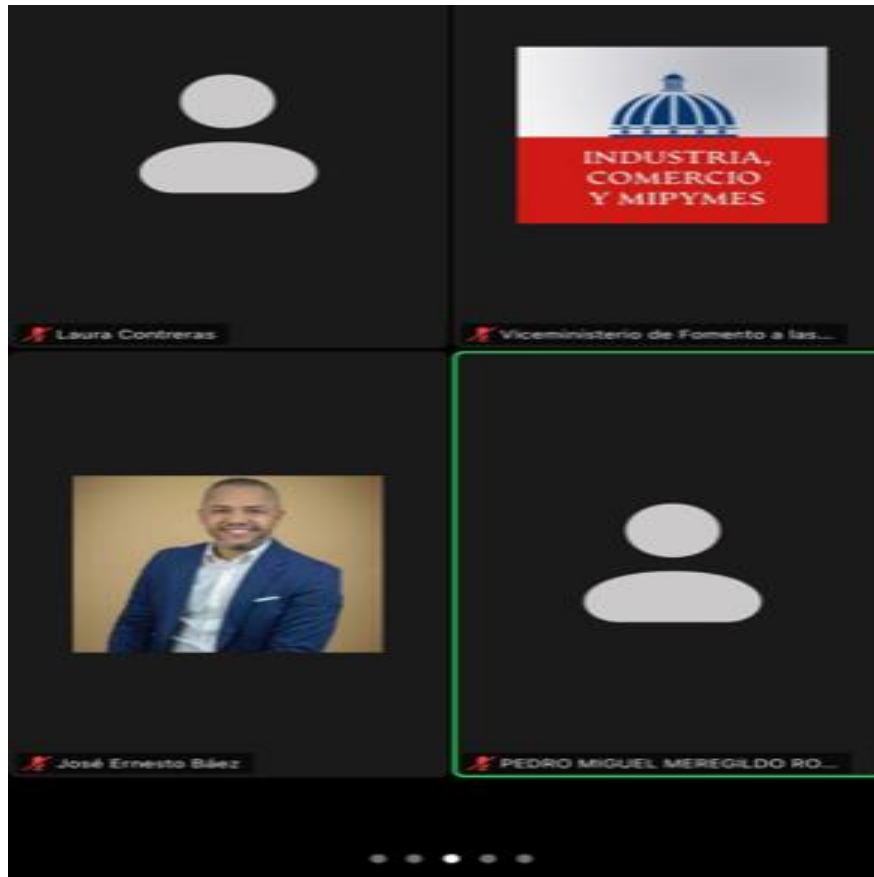 INDUSTRIA,
COMERCIO
Y MIPYMES
Laura Contreras
Viceministerio de Fomento a las...
José Ernesto Báez
PEDRO MIGUEL MEREGILDO RO...